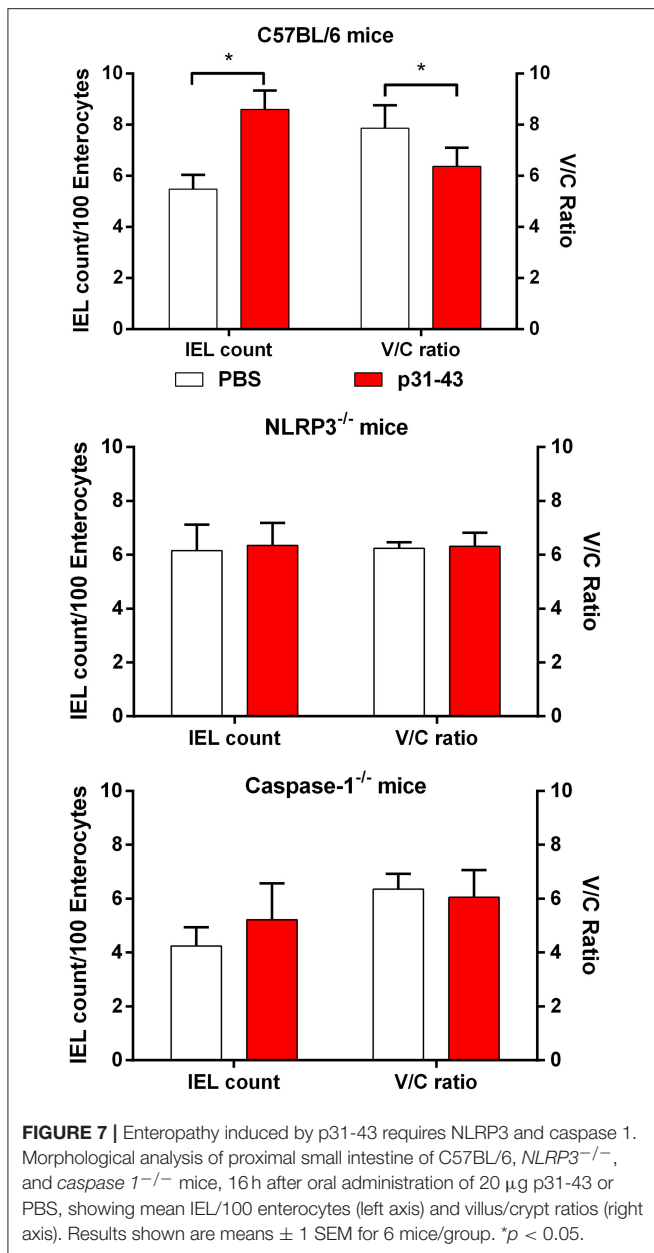 C57BL/6 mice
* *
10 10
8 8
6 6
4 4
2 2
0 0
IEL count/100 Enterocytes
V/C Ratio
IEL count V/C ratio
PBS p31-43
NLRP3-/- mice
10 10
8 8
6 6
4 4
2 2
0 0
IEL count/100 Enterocytes
V/C Ratio
IEL count V/C ratio
Caspase-1-/- mice
10 10
8 8
6 6
4 4
2 2
0 0
IEL count/100 Enterocytes
V/C Ratio
IEL count V/C ratio
FIGURE 7 | Enteropathy induced by p31-43 requires NLRP3 and caspase 1.
Morphological analysis of proximal small intestine of C57BL/6, NLRP3−/−,
and caspase 1−/− mice, 16 h after oral administration of 20 μg p31-43 or
PBS, showing mean IEL/100 enterocytes (left axis) and villus/crypt ratios (right
axis). Results shown are means ± 1 SEM for 6 mice/group. *p < 0.05.